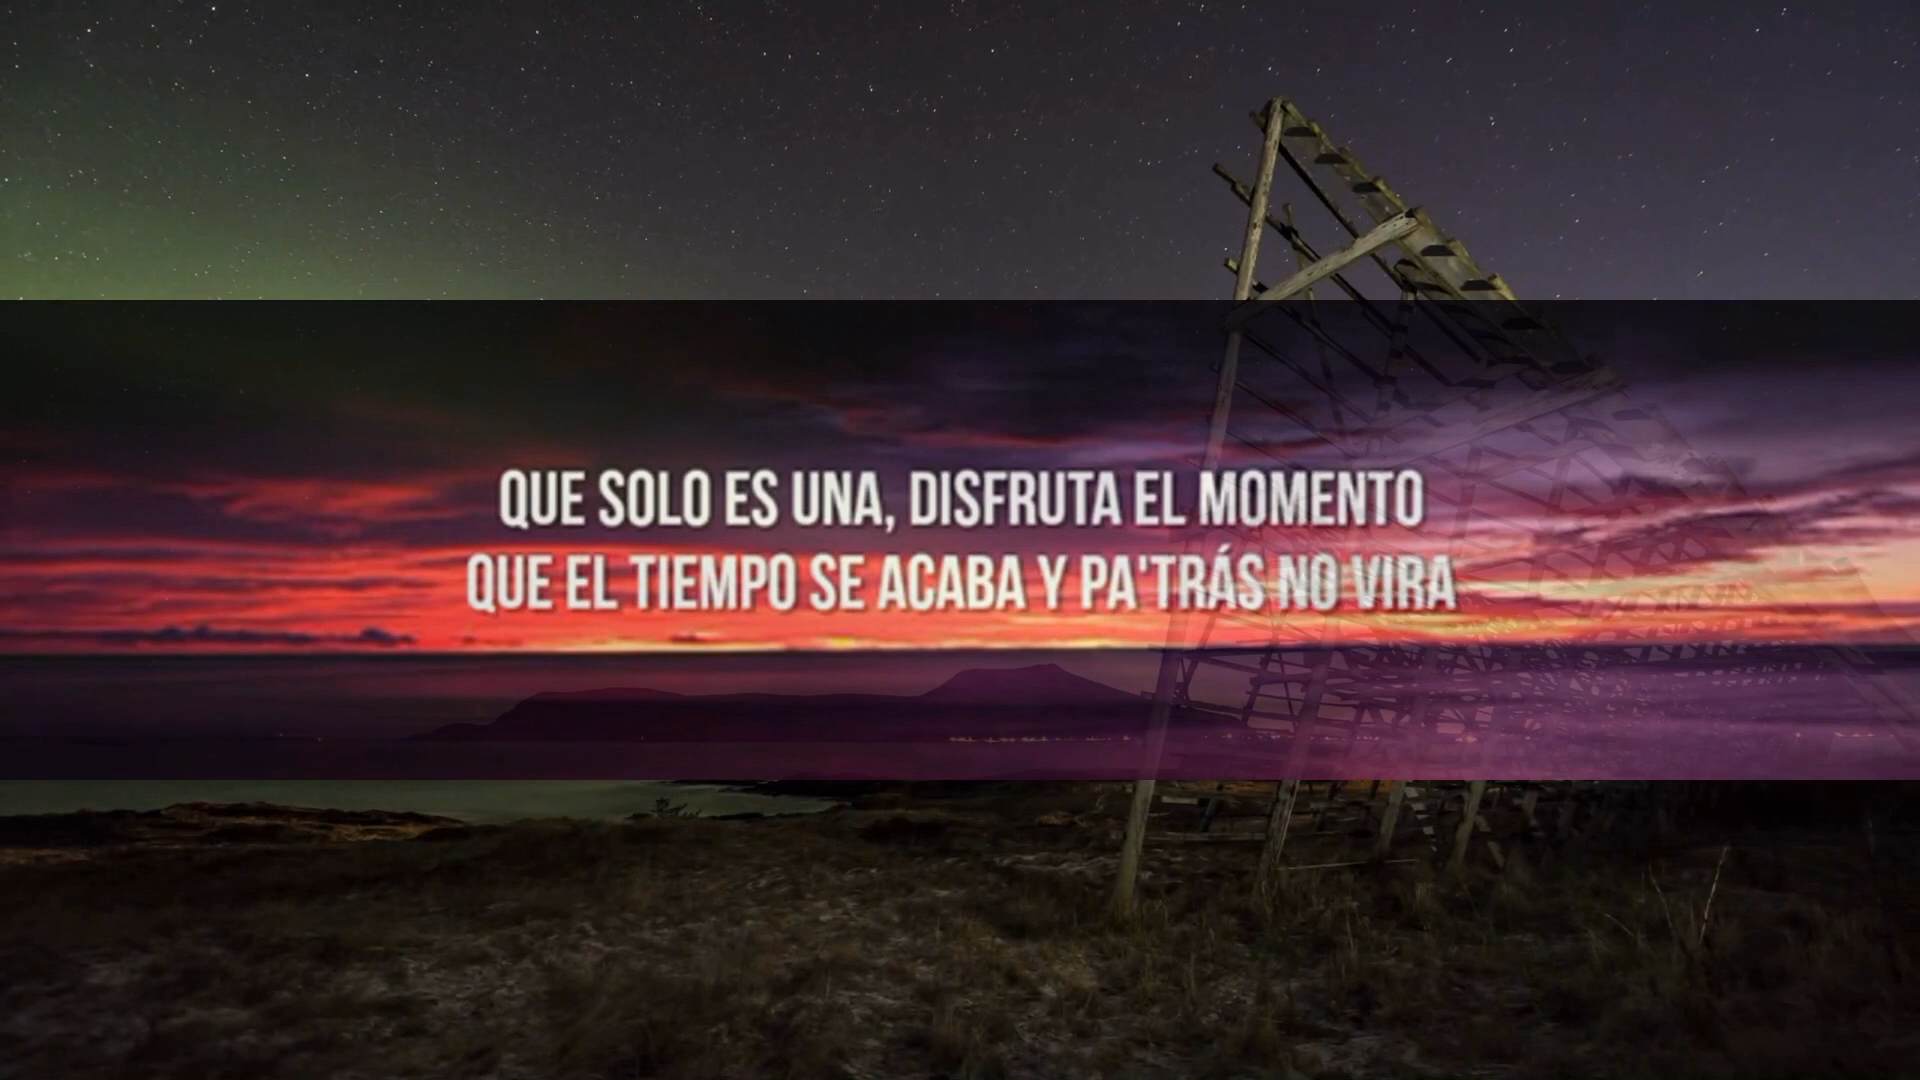 QUE SOLO ES UNA, DISFRUTA EL MOMENTO
QUE EL TIEMPO SE ACABA Y PA'TRÁS NO VIRA